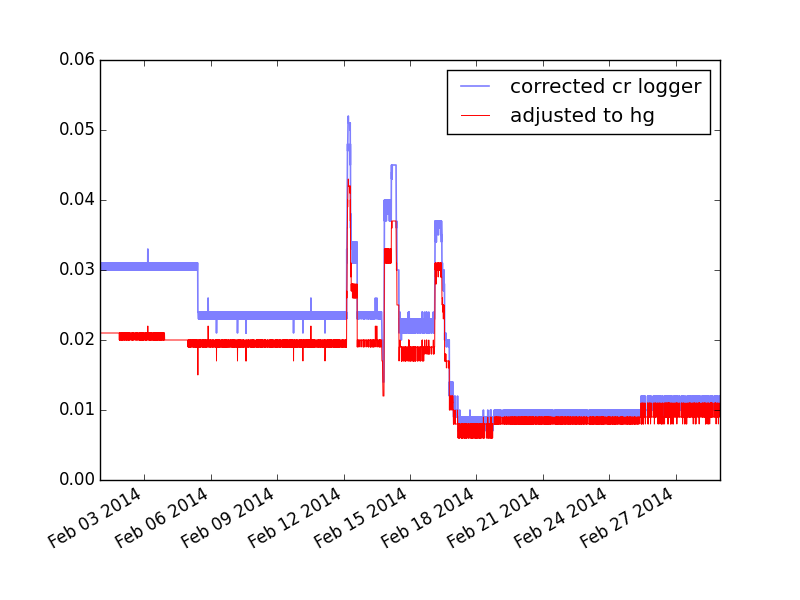 0.06
0.05
0.04
0.03
0.02
0.01
0.00
corrected cr logger
adjusted to hg
Feb 03 2014
Feb 06 2014
Feb 09 2014
Feb 12 2014
Feb 15 2014
Feb 18 2014
Feb 21 2014
Feb 24 2014
Feb 27 2014